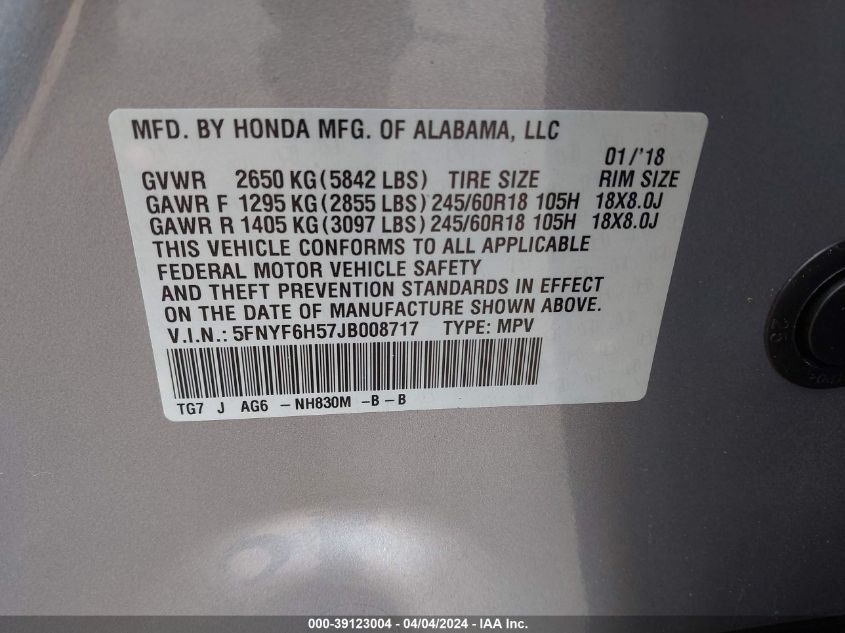 MFD. BY HONDA MFG. OF ALABAMA, LLC
01/'18
GVWR 2650 KG(5842 LBS) TIRE SIZE RIM SIZE
GAWR F 1295 KG(2855 LBS) 245/60R18 105H 18X8.0J
GAWR R 1405 KG(3097 LBS) 245/60R18 105H 18X8.0J
THIS VEHICLE CONFORMS TO ALL APPLICABLE
FEDERAL MOTOR VEHICLE SAFETY
AND THEFT PREVENTION STANDARDS IN EFFECT
ON THE DATE OF MANUFACTURE SHOWN ABOVE.
V.I.N.: 5FNYF6H57JB008717 TYPE: MPV
TG7 J AG6 -NH830M -B-B
000-39123004 - 04/04/2024 - IAA Inc.